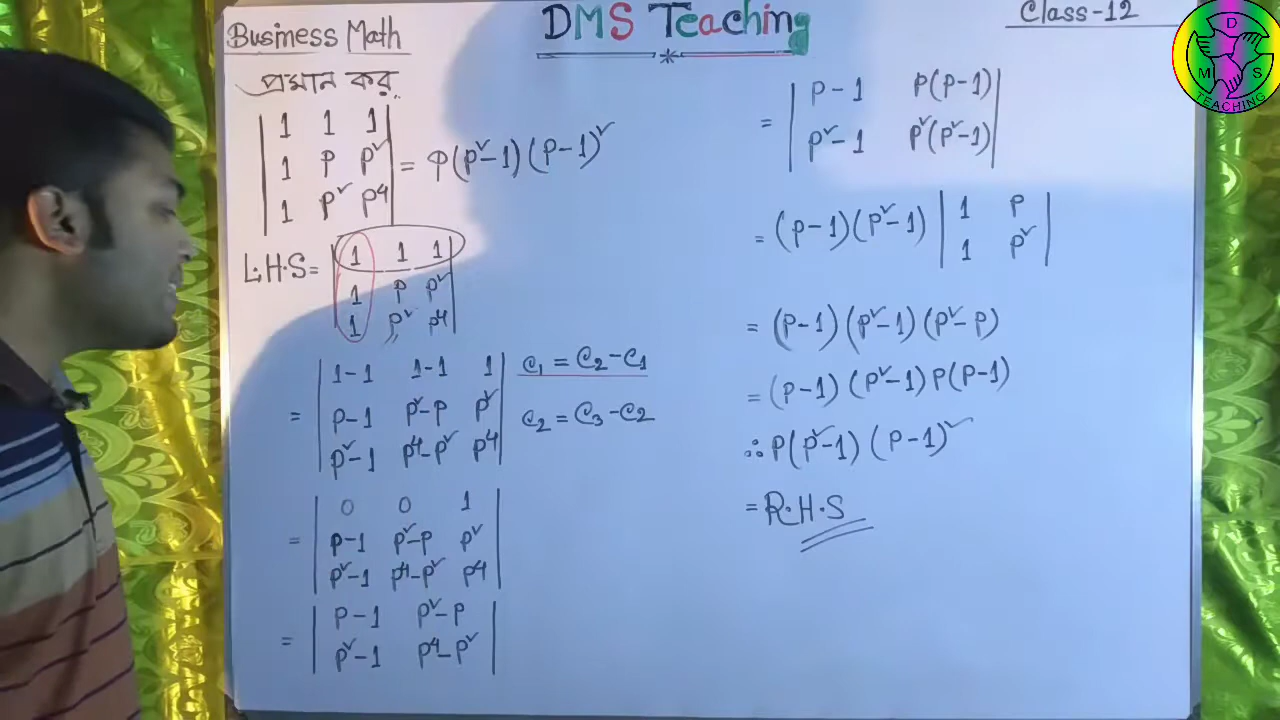 Business Math
DMS Teaching
Class-12
D
M S
TEACHING
প্রমান কর
| 1 1 1 |
| 1 P P² |
| 1 P² P⁴ | = P(P²-1)(P-1)²
L.H.S = | 1 1 1 |
| 1 P P² |
| 1 P² P⁴ |
= | 1-1 1-1 1 | C₁ = C₂-C₁
| P-1 P²-P P² | C₂ = C₃-C₂
| P²-1 P⁴-P² P⁴ |
= | 0 0 1 |
| P-1 P²-P P² |
| P²-1 P⁴-P² P⁴ |
= | P-1 P²-P |
| P²-1 P⁴-P² |
= | P-1 P(P-1) |
| P²-1 P²(P²-1) |
= (P-1)(P²-1) | 1 P |
| 1 P² |
= (P-1)(P²-1)(P²-P)
= (P-1)(P²-1)P(P-1)
∴ P(P²-1)(P-1)²
= R.H.S